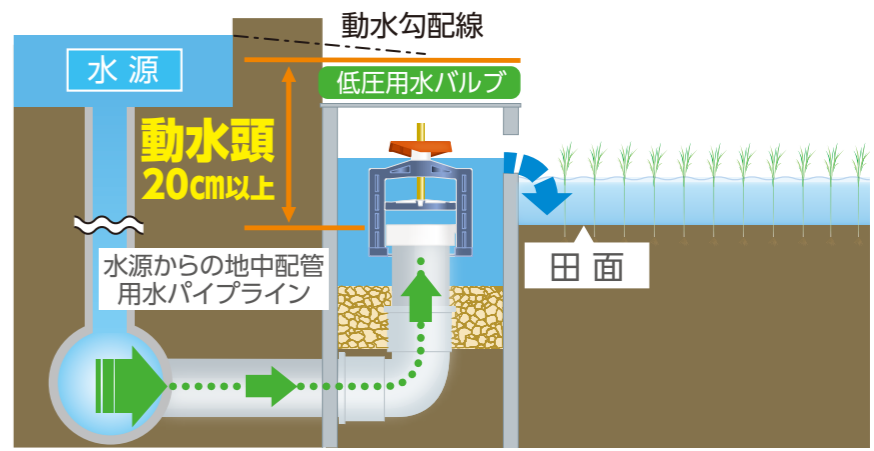 動水勾配線
水源
低圧用水バルブ
動水頭
20cm以上
水源からの地中配管
用水パイプライン
田面